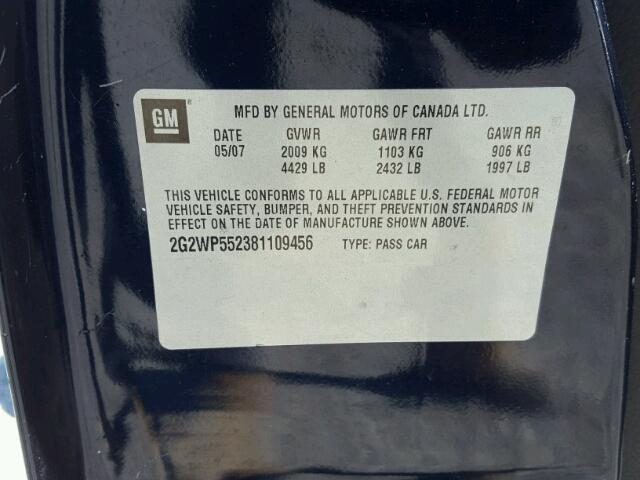 GM ® MFD BY GENERAL MOTORS OF CANADA LTD.
DATE GVWR GAWR FRT GAWR RR
05/07 2009 KG 1103 KG 906 KG
4429 LB 2432 LB 1997 LB
THIS VEHICLE CONFORMS TO ALL APPLICABLE U.S. FEDERAL MOTOR
VEHICLE SAFETY, BUMPER, AND THEFT PREVENTION STANDARDS IN
EFFECT ON THE DATE OF MANUFACTURE SHOWN ABOVE.
2G2WP552381109456 TYPE: PASS CAR